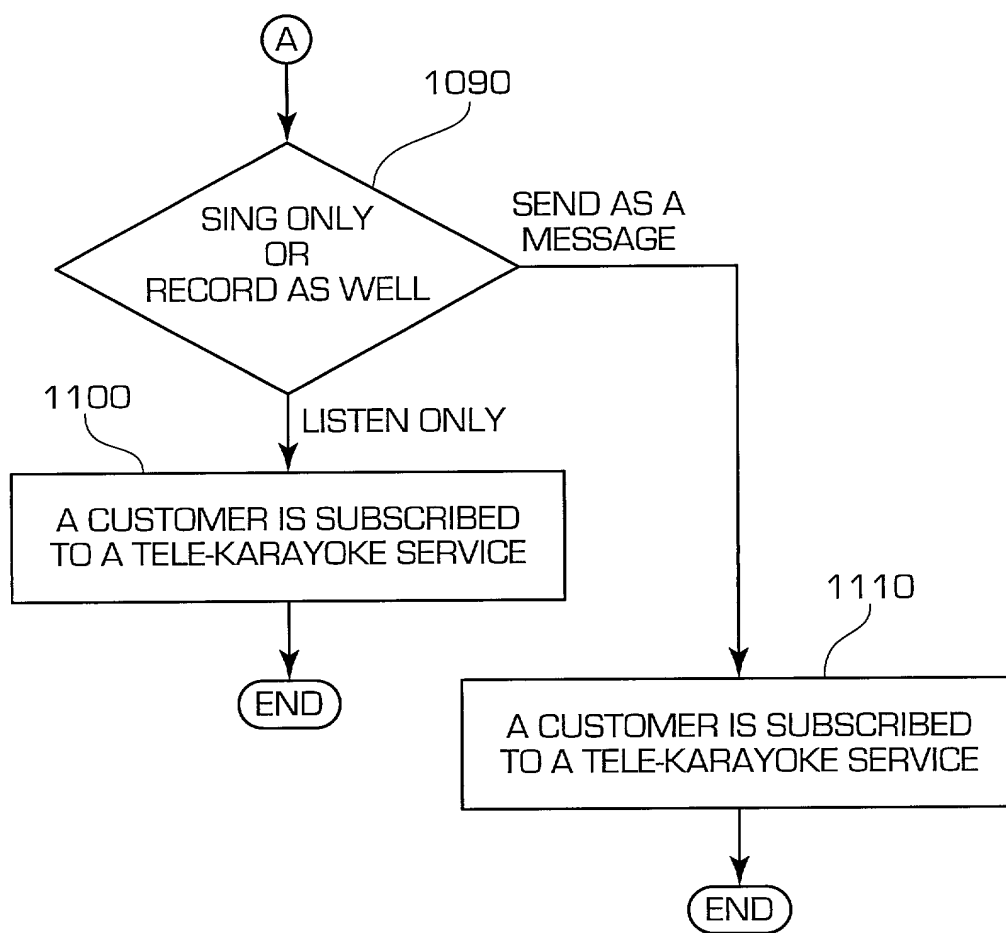 A
1090
SING ONLY
OR
RECORD AS WELL
SEND AS A
MESSAGE
1100
LISTEN ONLY
A CUSTOMER IS SUBSCRIBED
TO A TELE-KARAYOKE SERVICE
END
1110
A CUSTOMER IS SUBSCRIBED
TO A TELE-KARAYOKE SERVICE
END